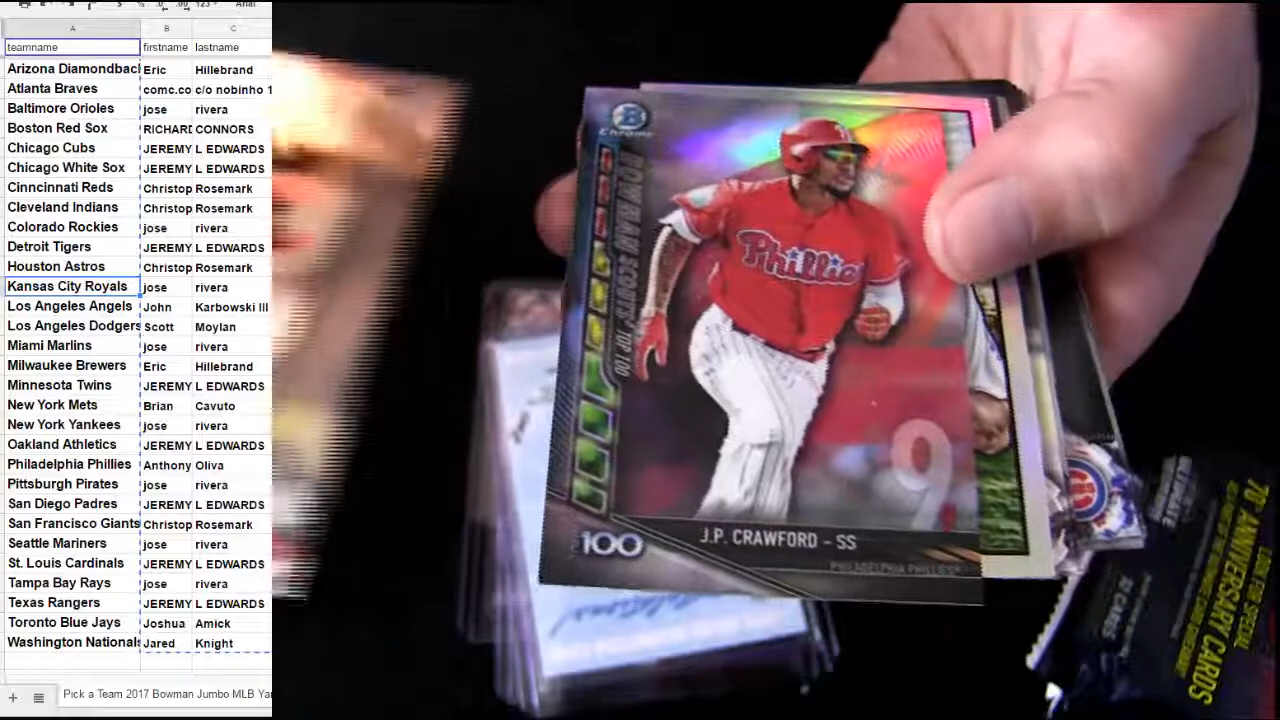 A B C
teamname firstname lastname
Arizona Diamondbac Eric Hillebrand
Atlanta Braves comc.co c/o nobinho 1
Baltimore Orioles jose rivera
Boston Red Sox RICHARD CONNORS
Chicago Cubs JEREMY L EDWARDS
Chicago White Sox JEREMY L EDWARDS
Cinncinnati Reds Christop Rosemark
Cleveland Indians Christop Rosemark
Colorado Rockies jose rivera
Detroit Tigers JEREMY L EDWARDS
Houston Astros Christop Rosemark
Kansas City Royals jose rivera
Los Angeles Angels John Karbowski III
Los Angeles Dodgers Scott Moylan
Miami Marlins jose rivera
Milwaukee Brewers Eric Hillebrand
Minnesota Twins JEREMY L EDWARDS
New York Mets Brian Cavuto
New York Yankees jose rivera
Oakland Athletics JEREMY L EDWARDS
Philadelphia Phillies Anthony Oliva
Pittsburgh Pirates jose rivera
San Diego Padres JEREMY L EDWARDS
San Francisco Giants Christop Rosemark
Seattle Mariners jose rivera
St. Louis Cardinals JEREMY L EDWARDS
Tampa Bay Rays jose rivera
Texas Rangers JEREMY L EDWARDS
Toronto Blue Jays Joshua Amick
Washington Nationals Jared Knight
Pick a Team 2017 Bowman Jumbo MLB Ya
B
Chrome
BOWMAN SCOUTS' TOP 100
Phillies
9
TOP 100
J.P. CRAWFORD - SS
PHILADELPHIA PHILLIES
70TH ANNIVERSARY CARDS